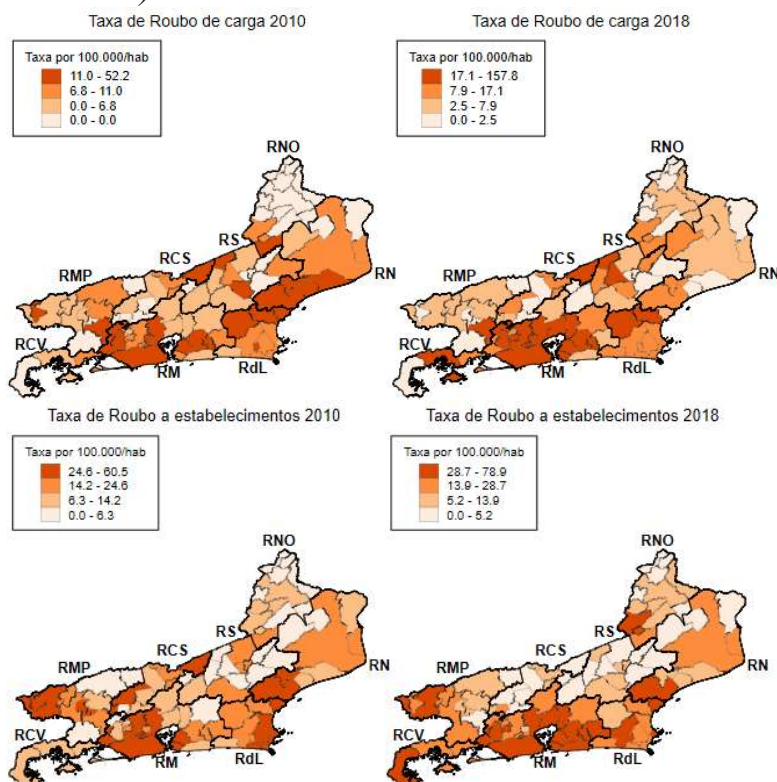 Taxa de Roubo de carga 2010
Taxa por 100.000/hab
11.0 - 52.2
6.8 - 11.0
0.0 - 6.8
0.0 - 0.0
RNO
RS
RCS
RMP
RN
RCV
RM
RdL
Taxa de Roubo de carga 2018
Taxa por 100.000/hab
17.1 - 157.8
7.9 - 17.1
2.5 - 7.9
0.0 - 2.5
RNO
RS
RCS
RMP
RN
RCV
RM
RdL
Taxa de Roubo a estabelecimentos 2010
Taxa por 100.000/hab
24.6 - 60.5
14.2 - 24.6
6.3 - 14.2
0.0 - 6.3
RNO
RS
RCS
RMP
RN
RCV
RM
RdL
Taxa de Roubo a estabelecimentos 2018
Taxa por 100.000/hab
28.7 - 78.9
13.9 - 28.7
5.2 - 13.9
0.0 - 5.2
RNO
RS
RCS
RMP
RN
RCV
RM
RdL